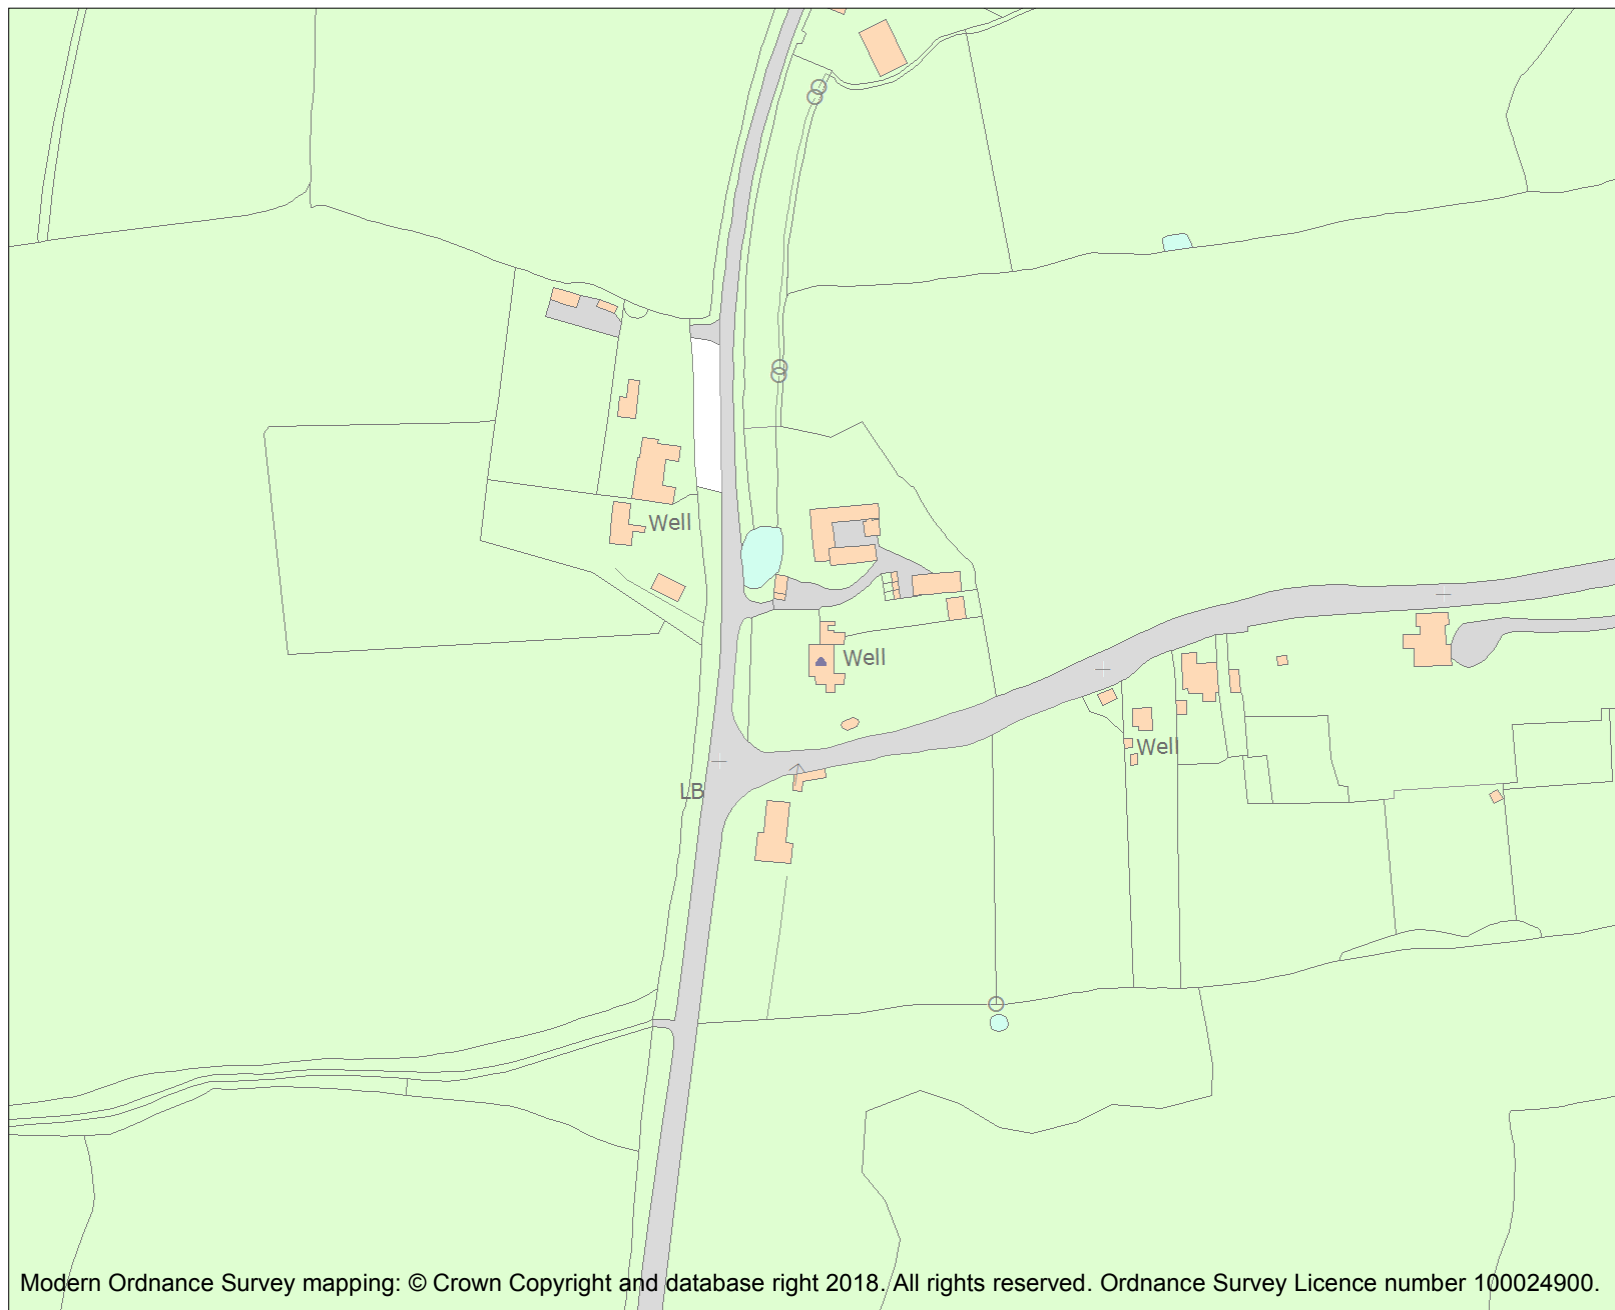 Well
Well
Well
LB
Modern Ordnance Survey mapping: © Crown Copyright and database right 2018. All rights reserved. Ordnance Survey Licence number 100024900.